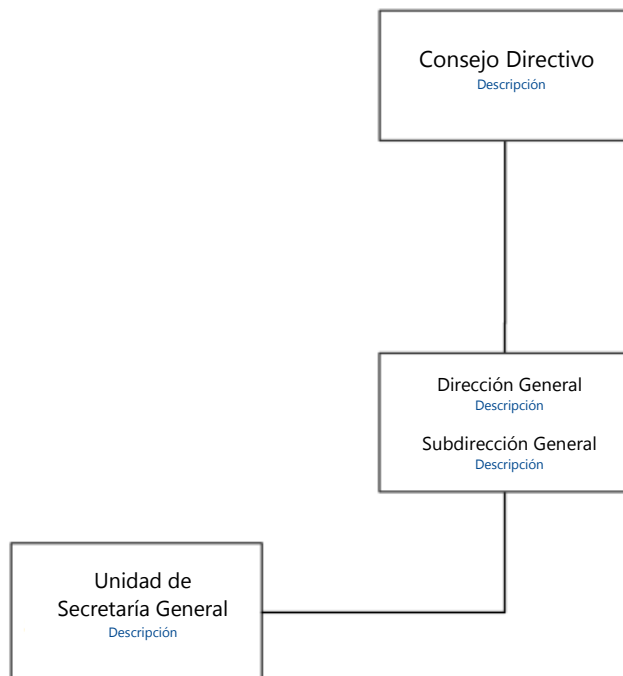 Consejo Directivo
Descripción
Dirección General
Descripción
Subdirección General
Descripción
Unidad de
Secretaría General
Descripción